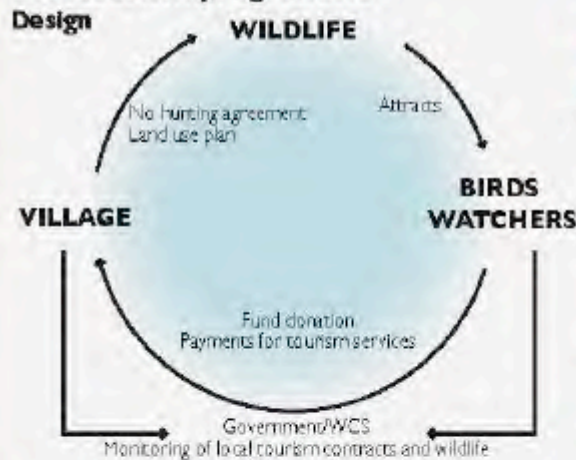 Design
WILDLIFE
No hunting agreement
Land use plan
Attracts
BIRDS
WATCHERS
VILLAGE
Fund donation
Payments for tourism services
Government/WCS
Monitoring of local tourism contracts and wildlife